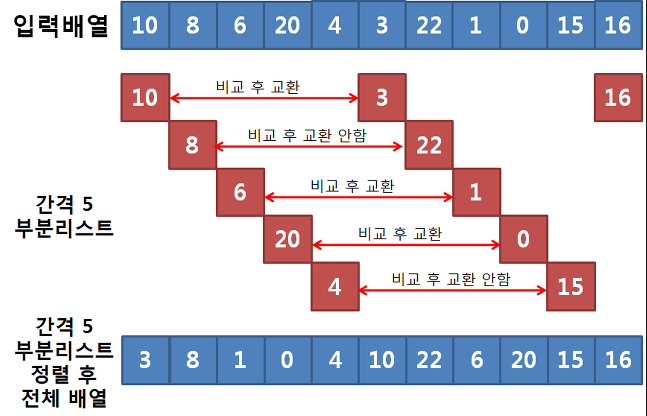 입력배열 10 8 6 20 4 3 22 1 0 15 16
10 비교 후 교환 3 16
8 비교 후 교환 안함 22
6 비교 후 교환 1
20 비교 후 교환 0
4 비교 후 교환 안함 15
간격 5
부분리스트
간격 5
부분리스트
정렬 후
전체 배열
3 8 1 0 4 10 22 6 20 15 16